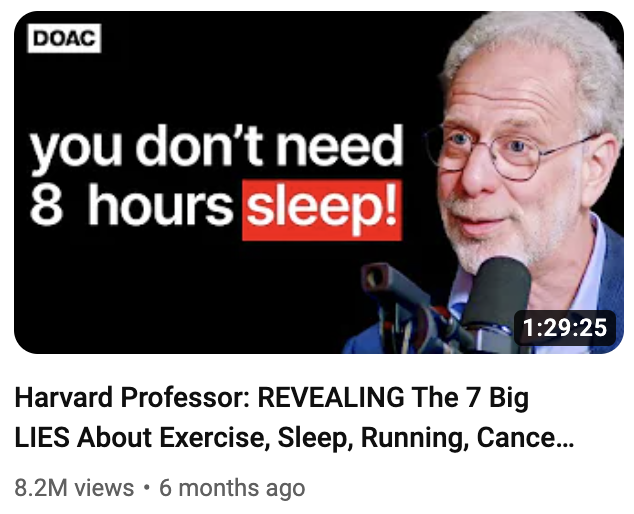 DOAC
you don't need
8 hours sleep!
1:29:25
Harvard Professor: REVEALING The 7 Big
LIES About Exercise, Sleep, Running, Cance...
8.2M views • 6 months ago